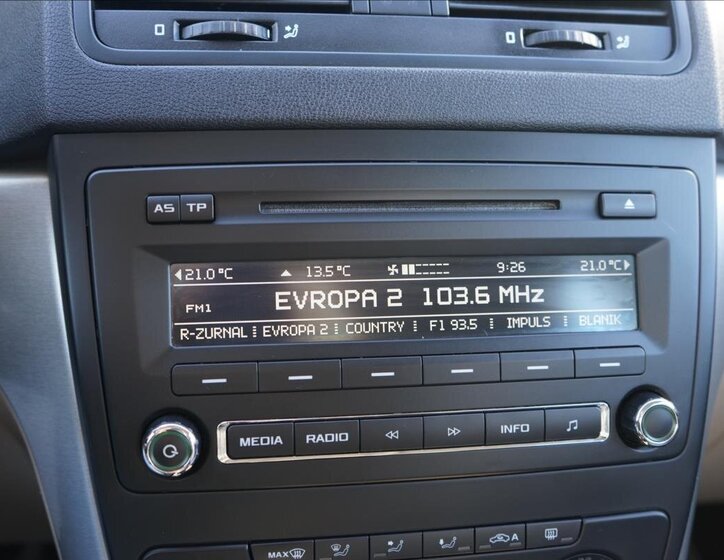 AS TP
21.0°C 13.5°C 9:26 21.0°C
EVROPA 2 103.6 MHz
FM1
R-ZURNAL EVROPA 2 COUNTRY F1 93.5 IMPULS BLANIK
MEDIA RADIO INFO
MAX A